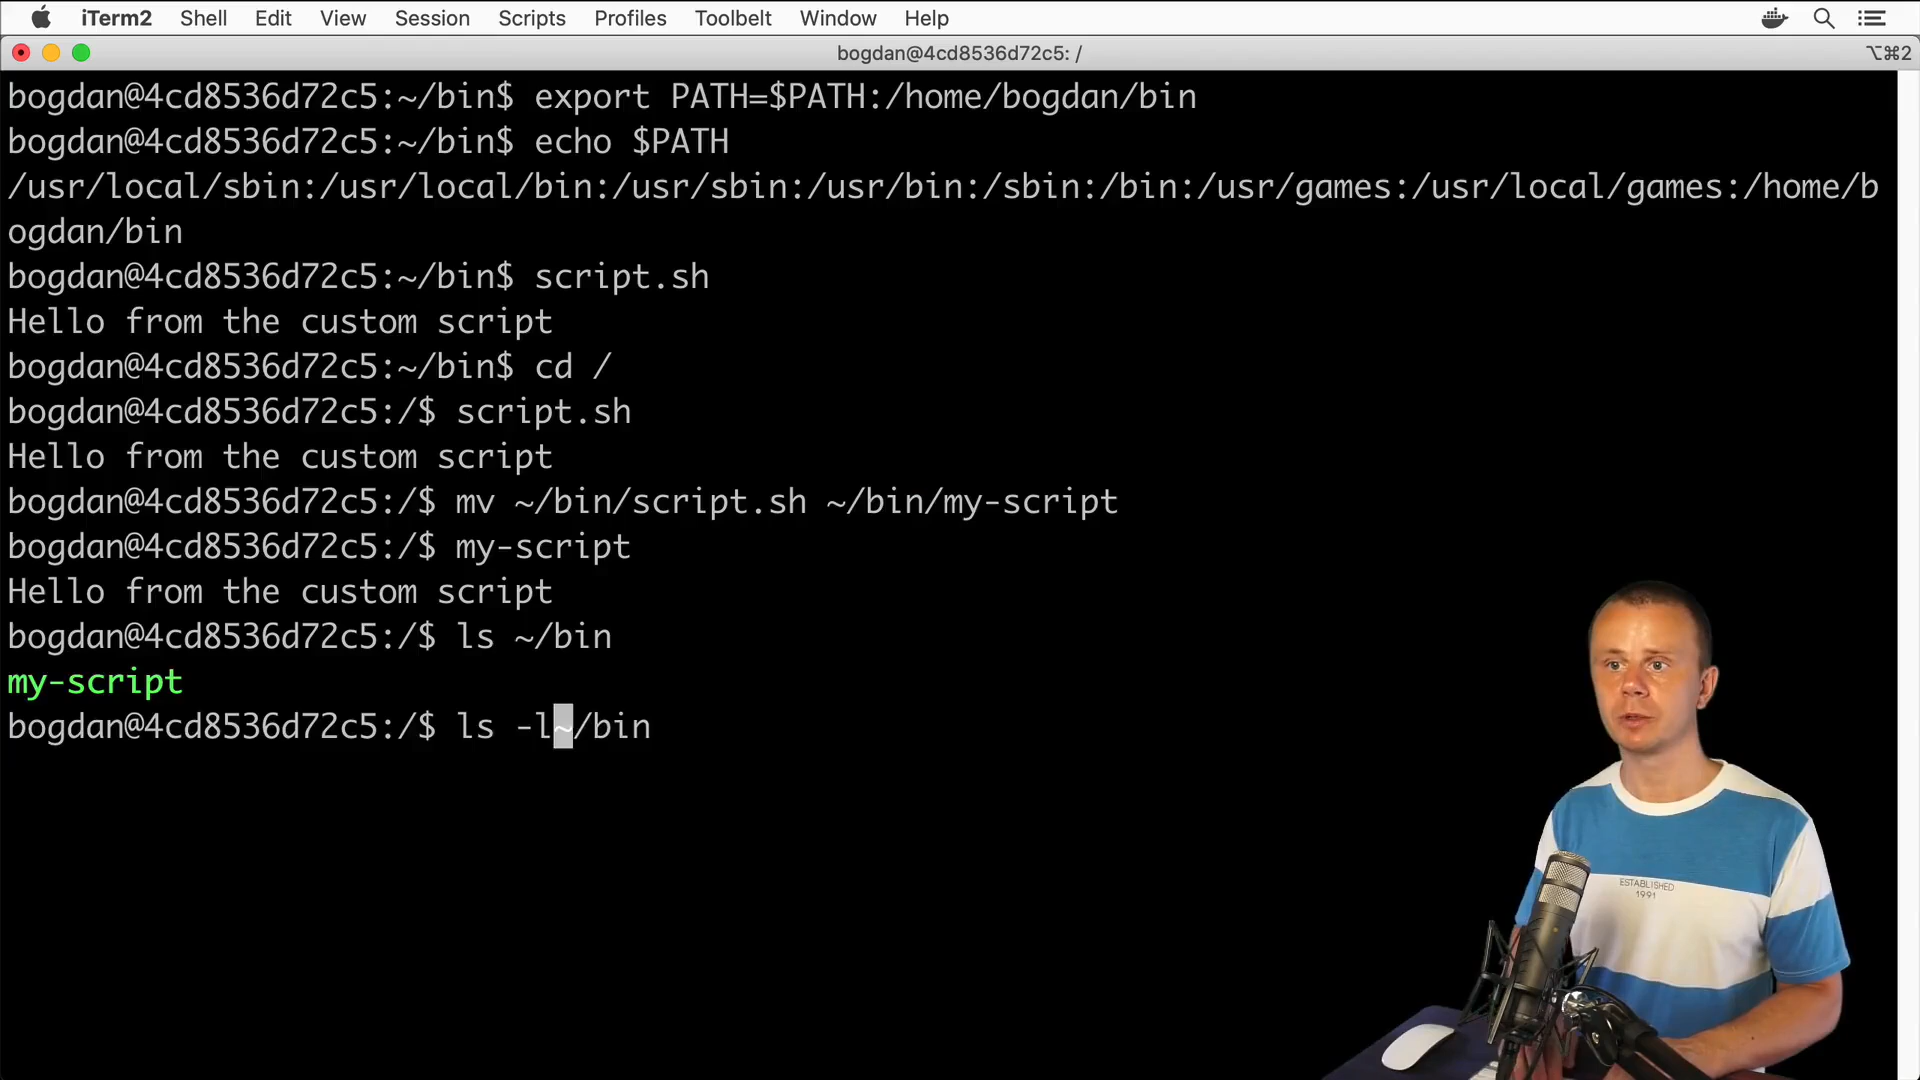 iTerm2 Shell Edit View Session Scripts Profiles Toolbelt Window Help
bogdan@4cd8536d72c5: /
⌥⌘2
bogdan@4cd8536d72c5:~/bin$ export PATH=$PATH:/home/bogdan/bin
bogdan@4cd8536d72c5:~/bin$ echo $PATH
/usr/local/sbin:/usr/local/bin:/usr/sbin:/usr/bin:/sbin:/bin:/usr/games:/usr/local/games:/home/b
ogdan/bin
bogdan@4cd8536d72c5:~/bin$ script.sh
Hello from the custom script
bogdan@4cd8536d72c5:~/bin$ cd /
bogdan@4cd8536d72c5:/$ script.sh
Hello from the custom script
bogdan@4cd8536d72c5:/$ mv ~/bin/script.sh ~/bin/my-script
bogdan@4cd8536d72c5:/$ my-script
Hello from the custom script
bogdan@4cd8536d72c5:/$ ls ~/bin
my-script
bogdan@4cd8536d72c5:/$ ls -l~/bin
ESTABLISHED
1991